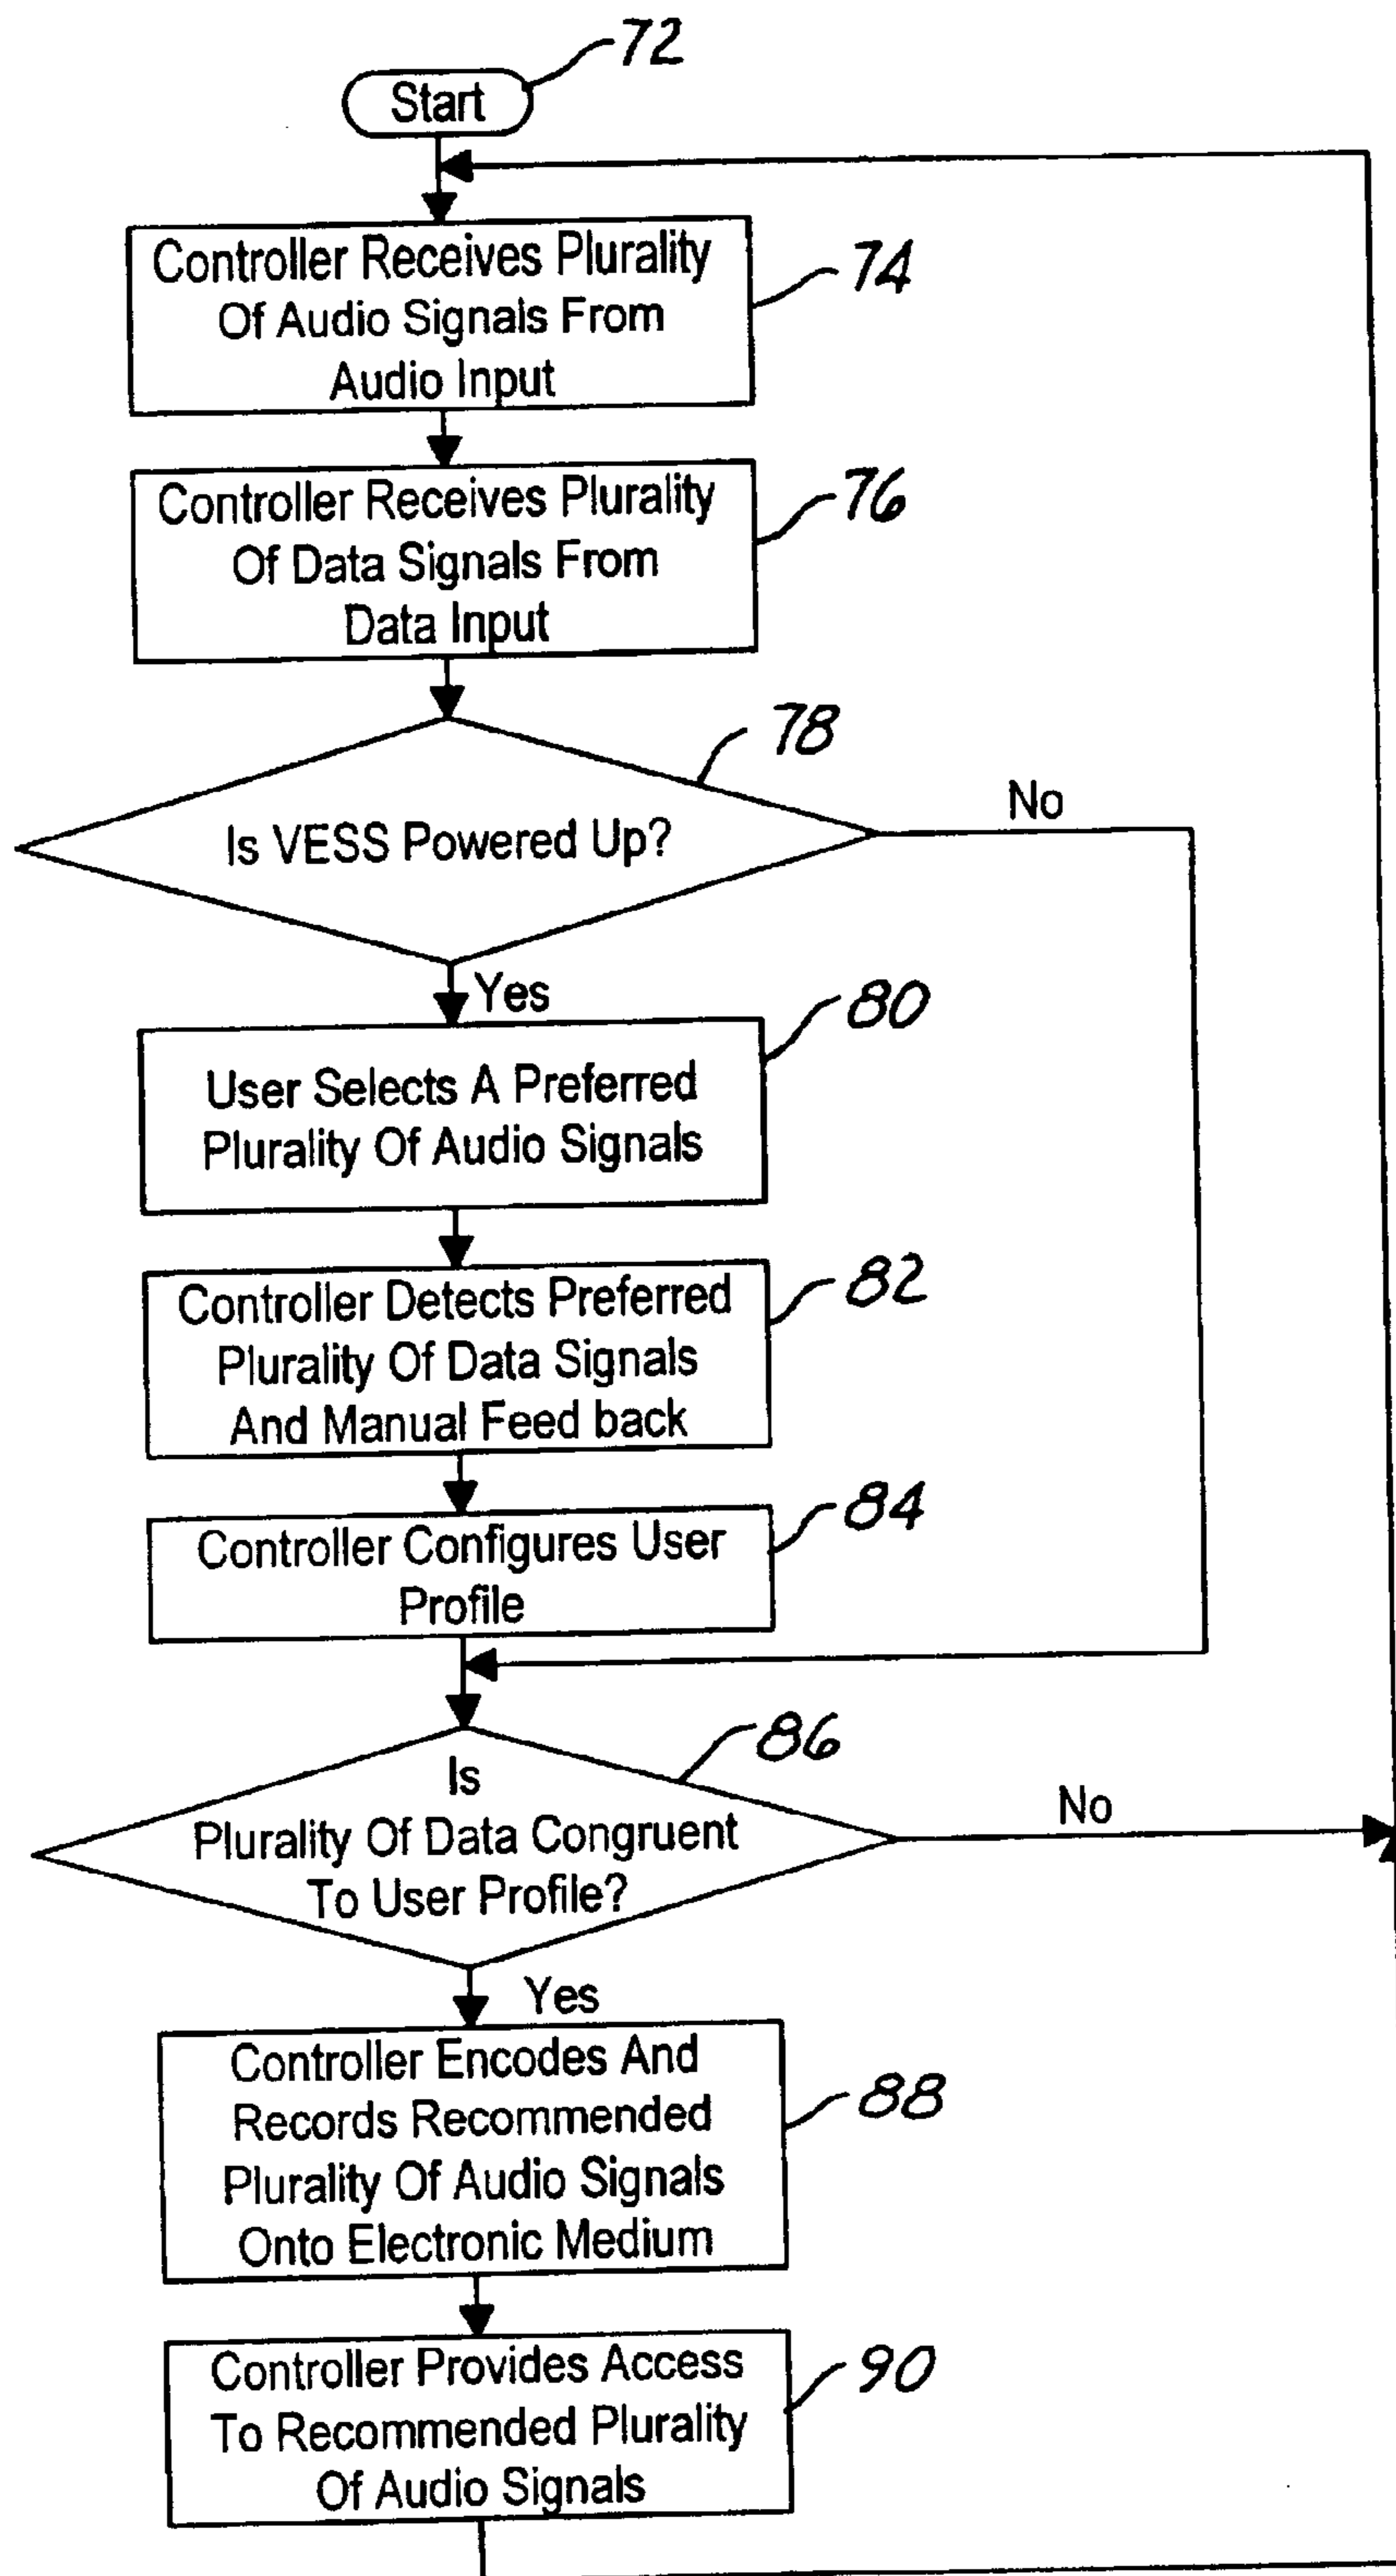 72
Start
Controller Receives Plurality
Of Audio Signals From
Audio Input
74
Controller Receives Plurality
Of Data Signals From
Data Input
76
78
Is VESS Powered Up?
No
Yes
80
User Selects A Preferred
Plurality Of Audio Signals
82
Controller Detects Preferred
Plurality Of Data Signals
And Manual Feed back
84
Controller Configures User
Profile
86
Is
Plurality Of Data Congruent
To User Profile?
No
Yes
Controller Encodes And
Records Recommended
Plurality Of Audio Signals
Onto Electronic Medium
88
Controller Provides Access
To Recommended Plurality
Of Audio Signals
90